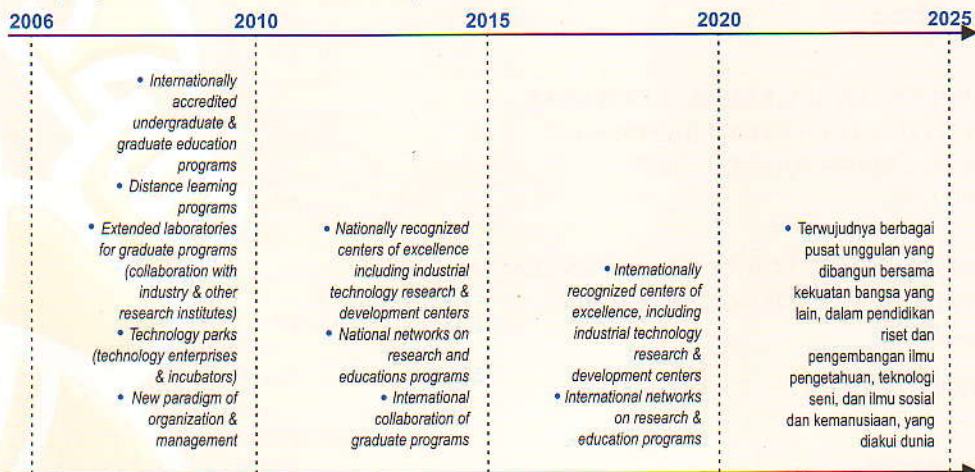 2006 2010 2015 2020 2025
• Internationally
accredited
undergraduate &
graduate education
programs
• Distance learning
programs
• Extended laboratories
for graduate programs
(collaboration with
industry & other
research institutes)
• Technology parks
(technology enterprises
& incubators)
• New paradigm of
organization &
management
• Nationally recognized
centers of excellence
including industrial
technology research &
development centers
• National networks on
research and
educations programs
• International
collaboration of
graduate programs
• Internationally
recognized centers of
excellence, including
industrial technology
research &
development centers
• International networks
on research &
education programs
• Terwujudnya berbagai
pusat unggulan yang
dibangun bersama
kekuatan bangsa yang
lain, dalam pendidikan
riset dan
pengembangan ilmu
pengetahuan, teknologi
seni, dan ilmu sosial
dan kemanusiaan, yang
diakui dunia